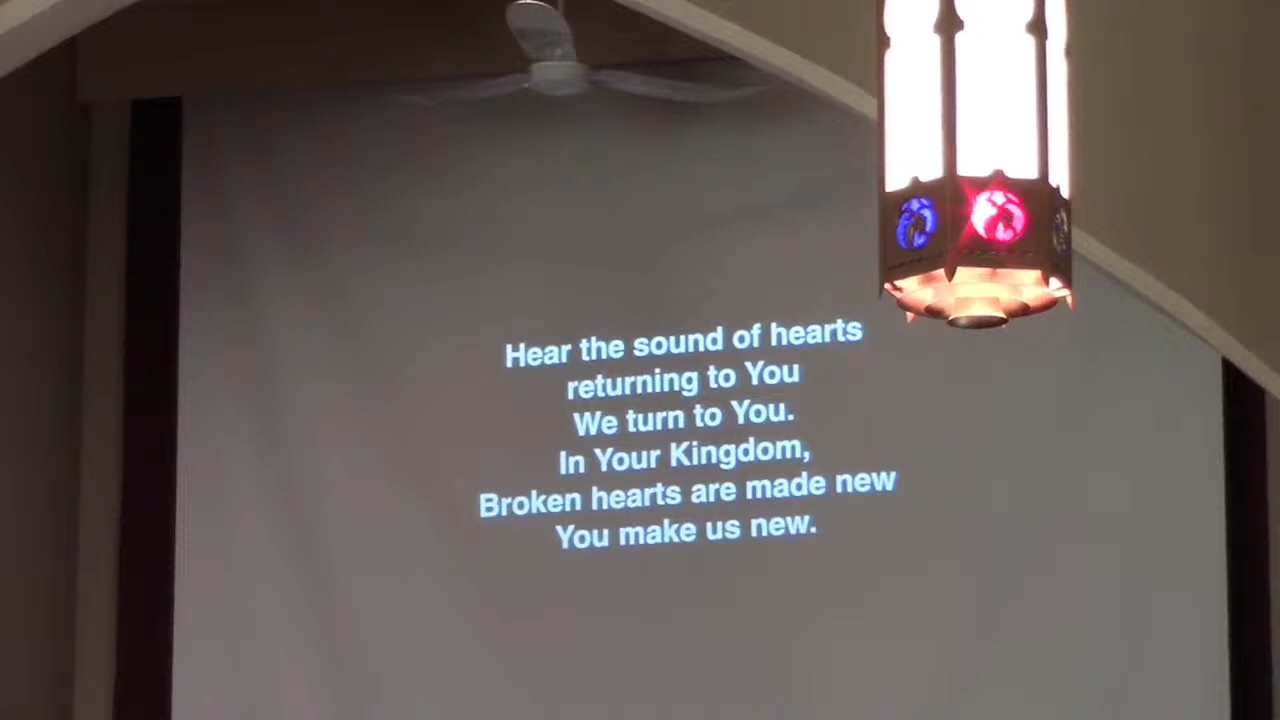 Hear the sound of hearts
returning to You
We turn to You.
In Your Kingdom,
Broken hearts are made new
You make us new.